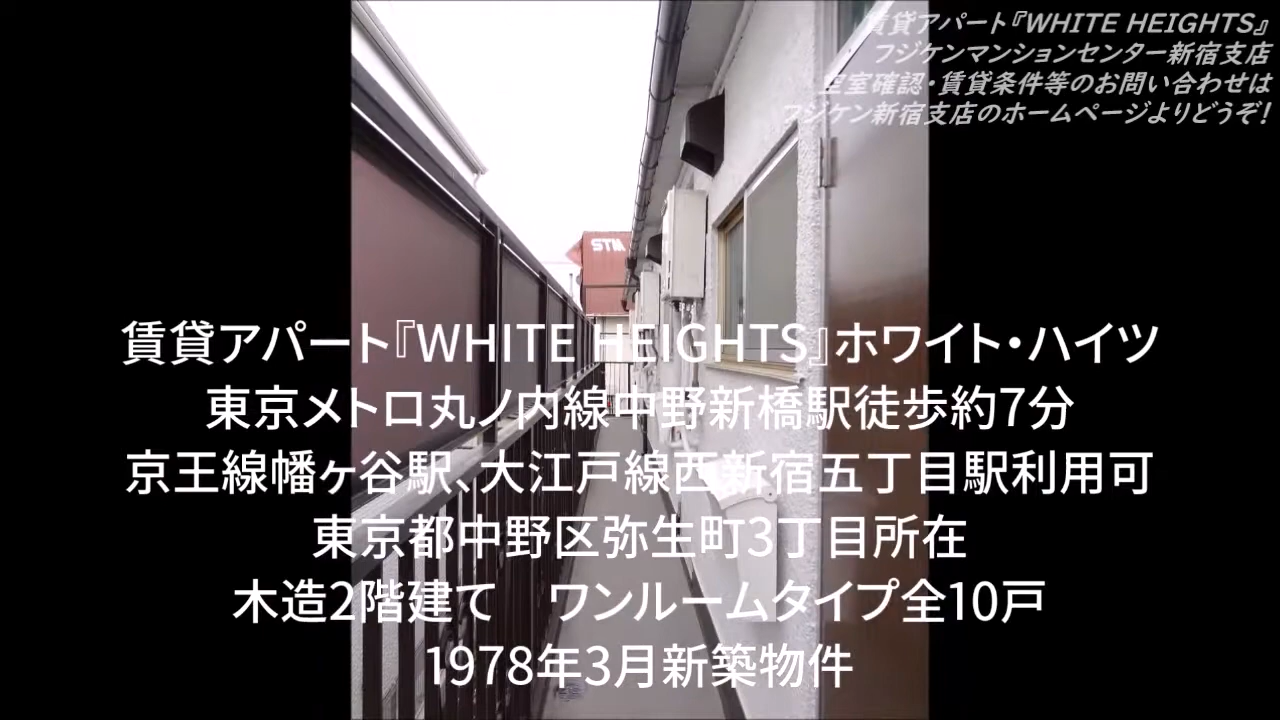 賃貸アパート『WHITE HEIGHTS』
フジケンマンションセンター新宿支店
空室確認・賃貸条件等のお問い合わせは
フジケン新宿支店のホームページよりどうぞ!
STM
賃貸アパート『WHITE HEIGHTS』ホワイト・ハイツ
東京メトロ丸ノ内線中野新橋駅徒歩約7分
京王線幡ヶ谷駅、大江戸線西新宿五丁目駅利用可
東京都中野区弥生町3丁目所在
木造2階建て　ワンルームタイプ全10戸
1978年3月新築物件